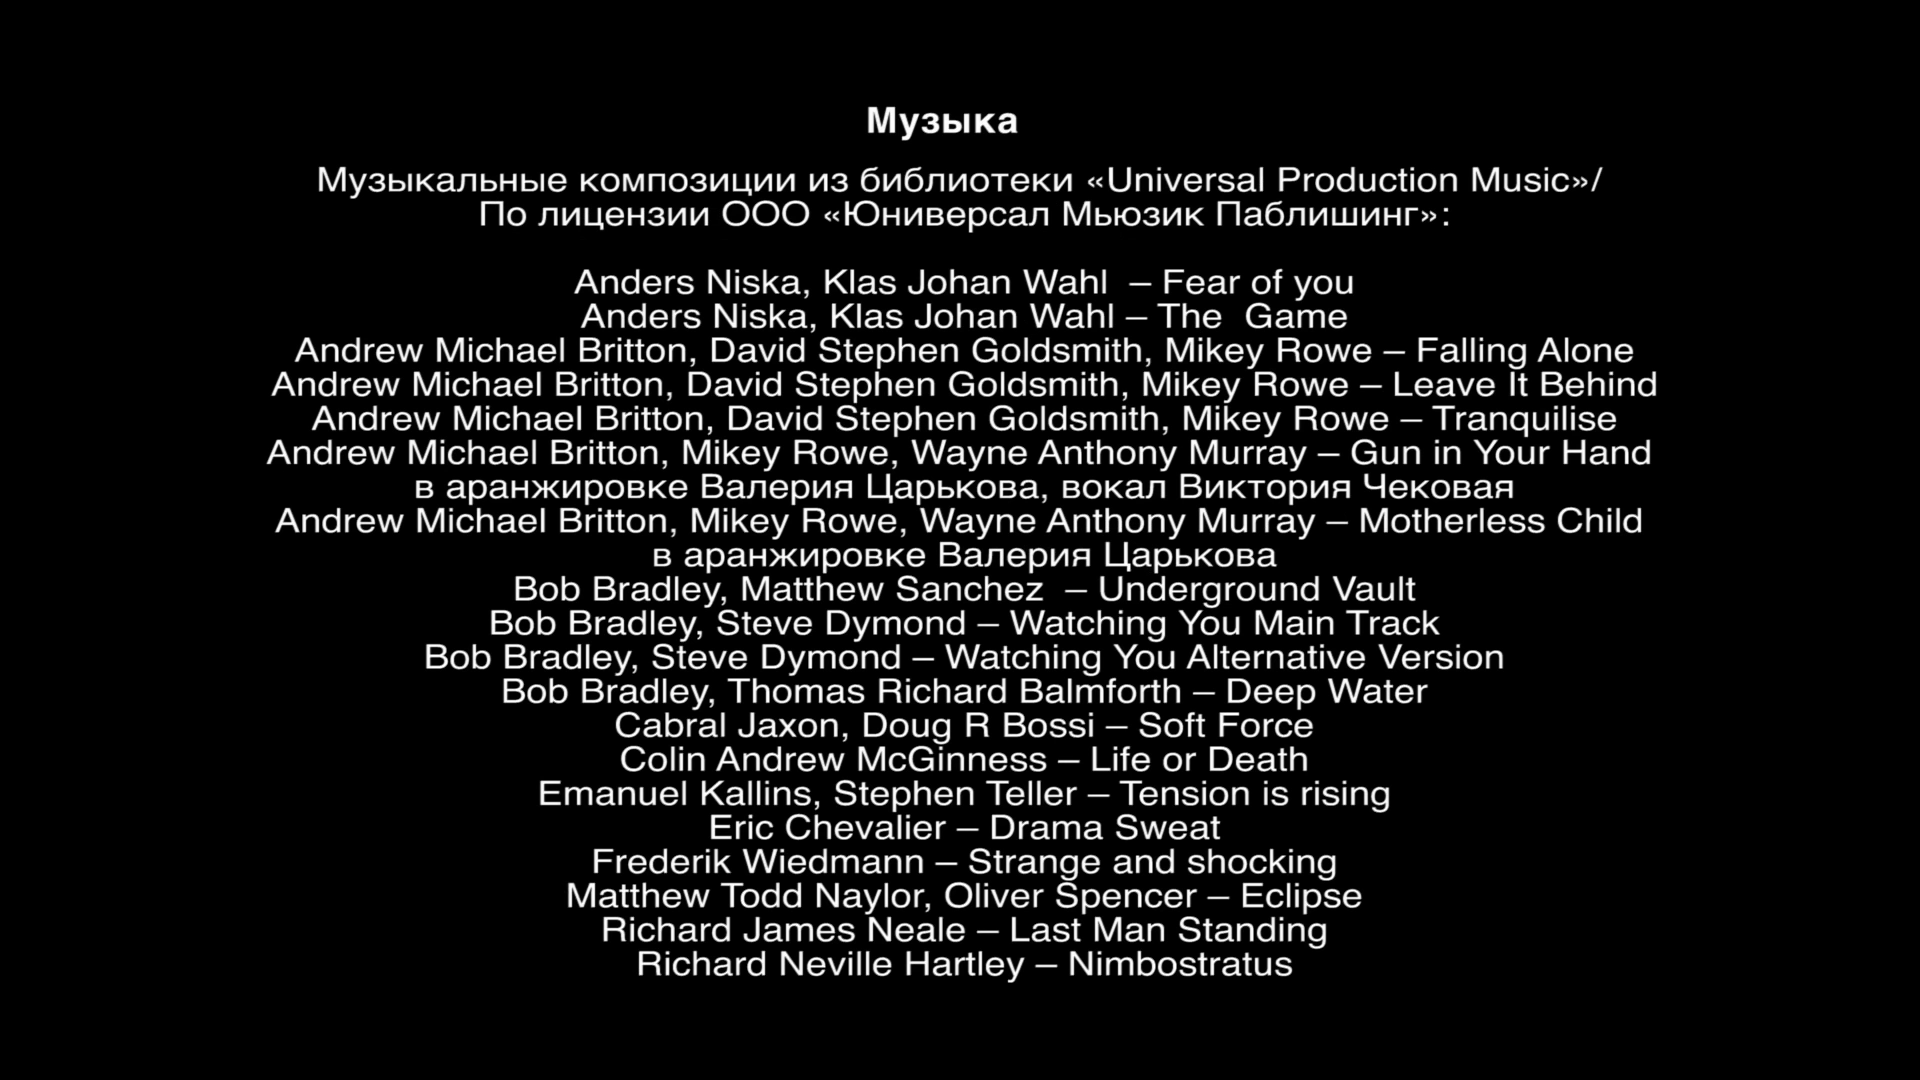 Музыка
Музыкальные композиции из библиотеки «Universal Production Music»/
По лицензии ООО «Юниверсал Мьюзик Паблишинг»:
Anders Niska, Klas Johan Wahl  – Fear of you
Anders Niska, Klas Johan Wahl – The  Game
Andrew Michael Britton, David Stephen Goldsmith, Mikey Rowe – Falling Alone
Andrew Michael Britton, David Stephen Goldsmith, Mikey Rowe – Leave It Behind
Andrew Michael Britton, David Stephen Goldsmith, Mikey Rowe – Tranquilise
Andrew Michael Britton, Mikey Rowe, Wayne Anthony Murray – Gun in Your Hand
в аранжировке Валерия Царькова, вокал Виктория Чековая
Andrew Michael Britton, Mikey Rowe, Wayne Anthony Murray – Motherless Child
в аранжировке Валерия Царькова
Bob Bradley, Matthew Sanchez  – Underground Vault
Bob Bradley, Steve Dymond – Watching You Main Track
Bob Bradley, Steve Dymond – Watching You Alternative Version
Bob Bradley, Thomas Richard Balmforth – Deep Water
Cabral Jaxon, Doug R Bossi – Soft Force
Colin Andrew McGinness – Life or Death
Emanuel Kallins, Stephen Teller – Tension is rising
Eric Chevalier – Drama Sweat
Frederik Wiedmann – Strange and shocking
Matthew Todd Naylor, Oliver Spencer – Eclipse
Richard James Neale – Last Man Standing
Richard Neville Hartley – Nimbostratus